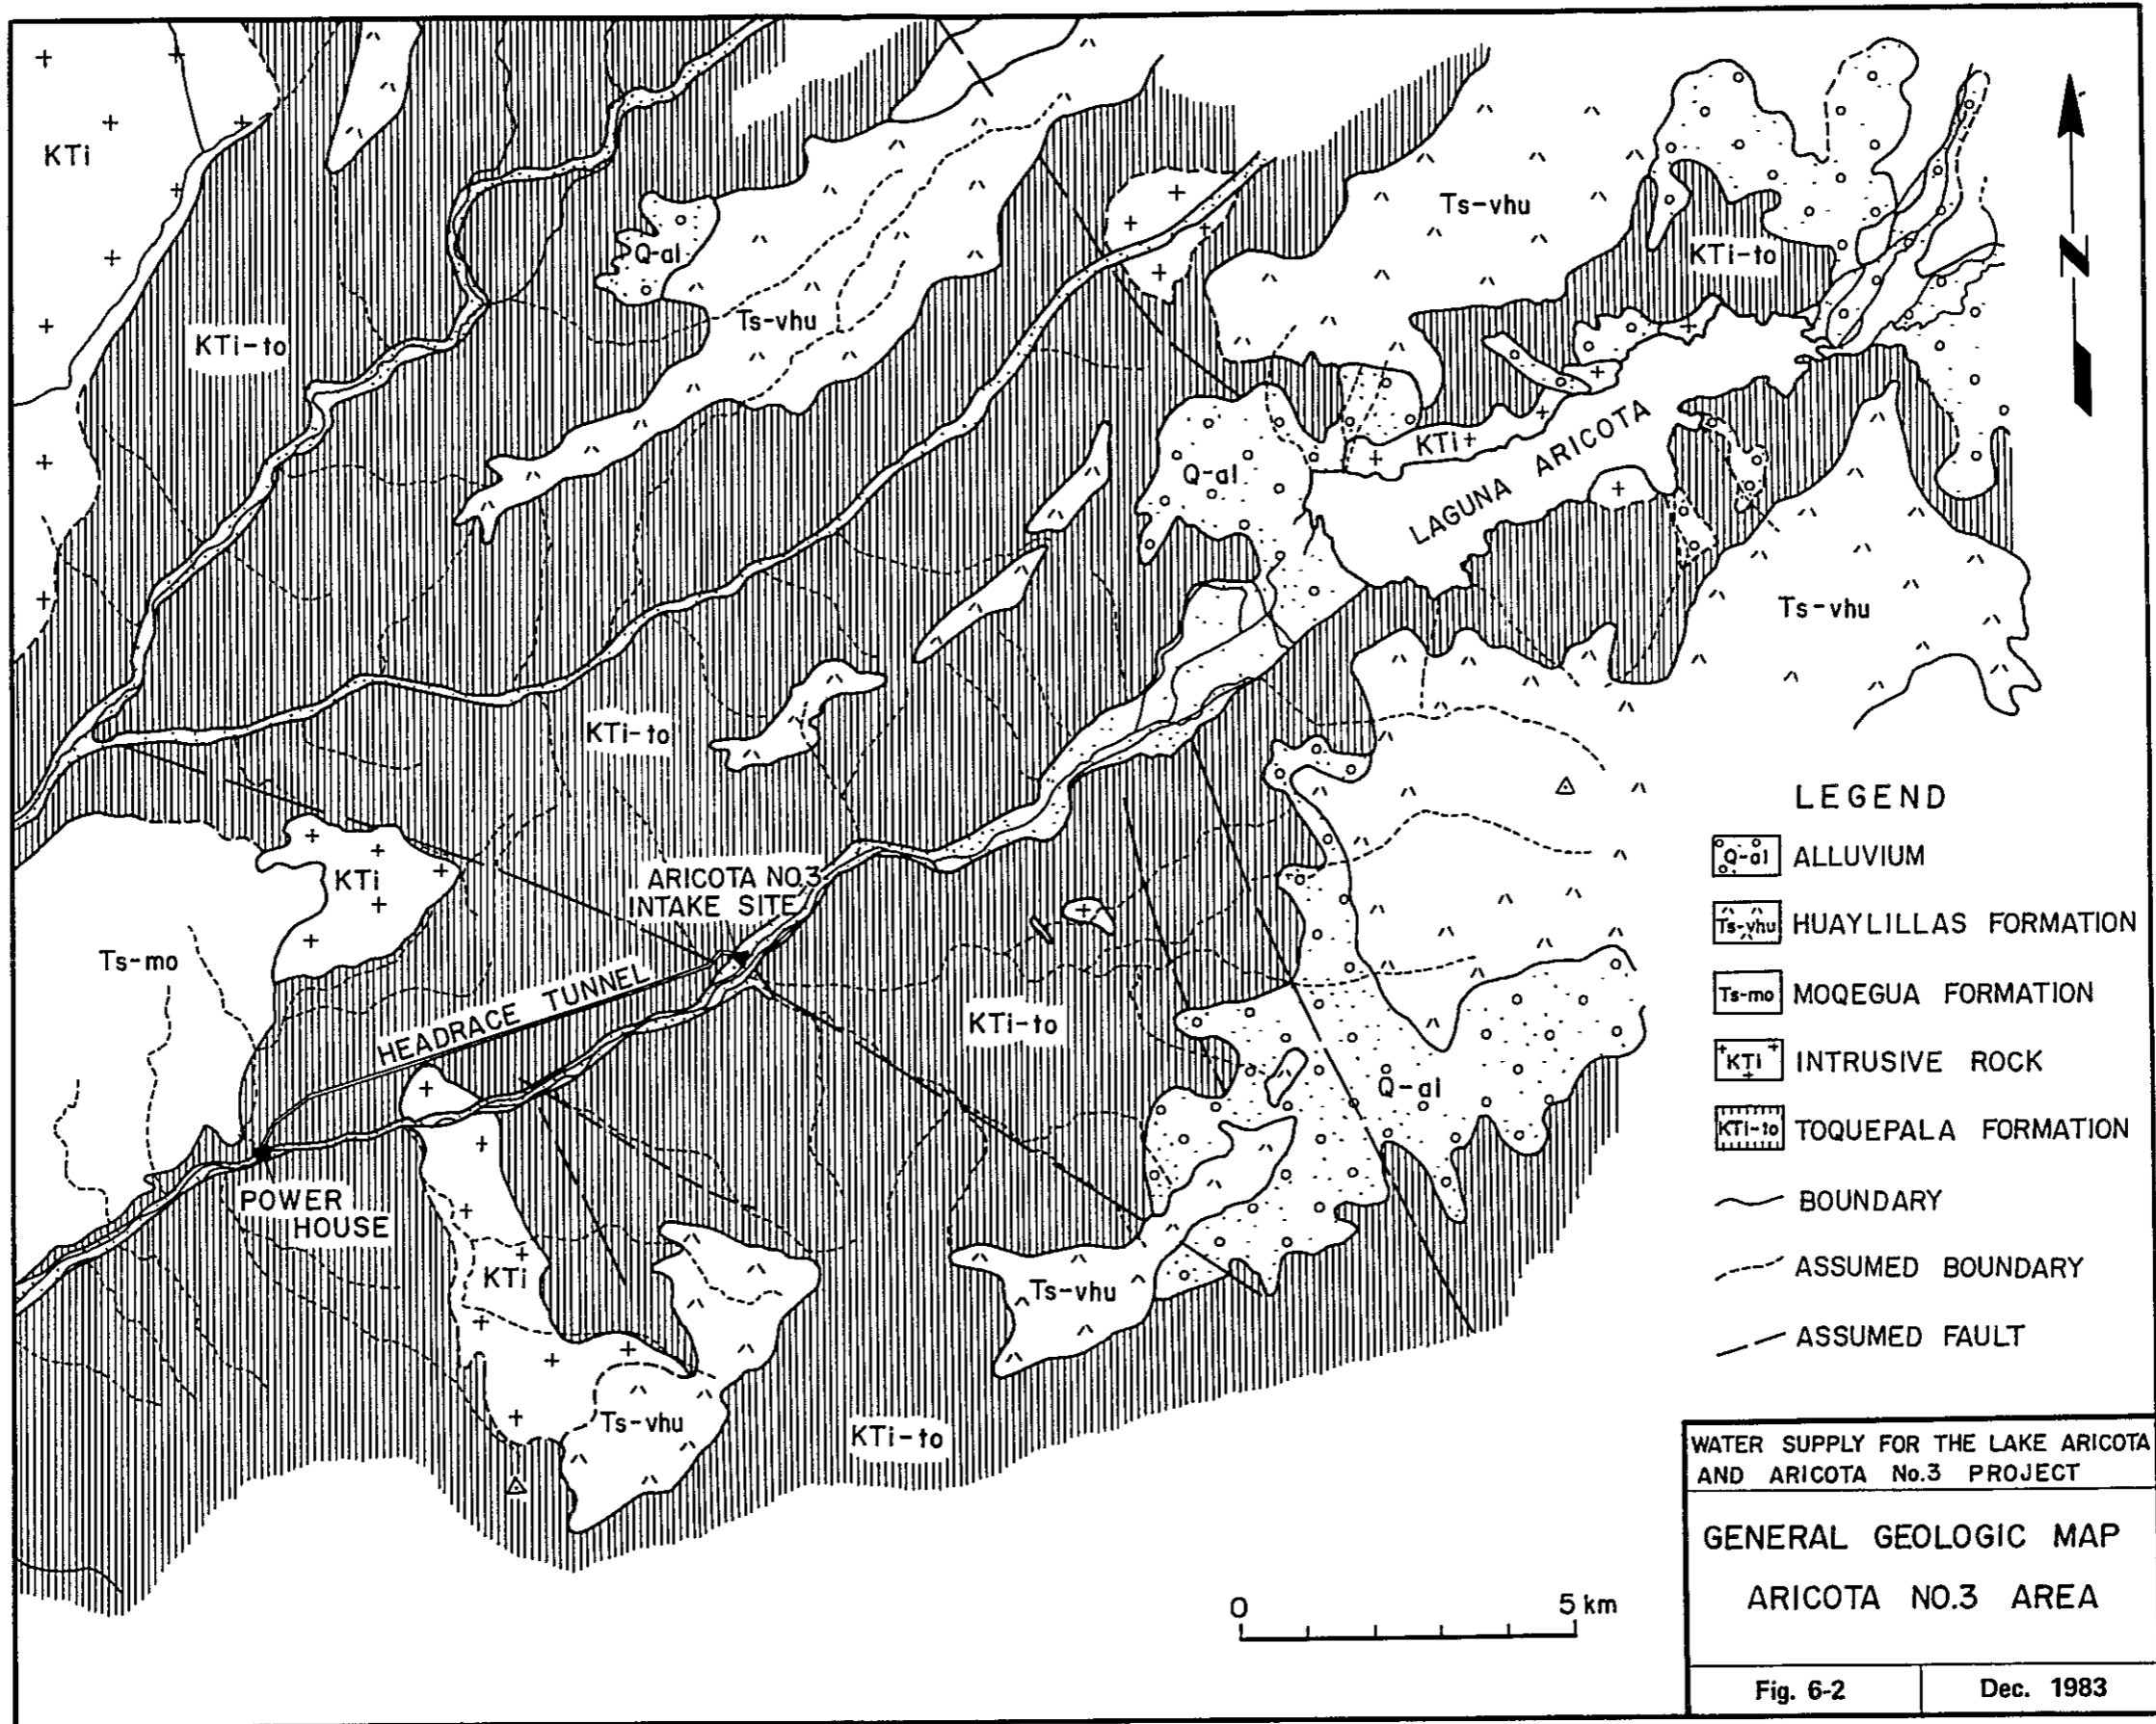 KTi
Ts-vhu
KTi-to
Q-al
KTi-to
Ts-vhu
KTi+
LAGUNA ARICOTA
Q-al
Ts-vhu
KTi-to
ARICOTA NO.3
INTAKE SITE
KTi
Ts-mo
HEADRACE TUNNEL
KTi-to
Q-al
POWER
HOUSE
KTi
Ts-vhu
Ts-vhu
KTi-to
LEGEND
Q-al ALLUVIUM
Ts-vhu HUAYLILLAS FORMATION
Ts-mo MOQEGUA FORMATION
KTi INTRUSIVE ROCK
KTi-to TOQUEPALA FORMATION
BOUNDARY
ASSUMED BOUNDARY
ASSUMED FAULT
N
0 5 km
WATER SUPPLY FOR THE LAKE ARICOTA
AND ARICOTA No.3 PROJECT
GENERAL GEOLOGIC MAP
ARICOTA NO.3 AREA
Fig. 6-2 Dec. 1983